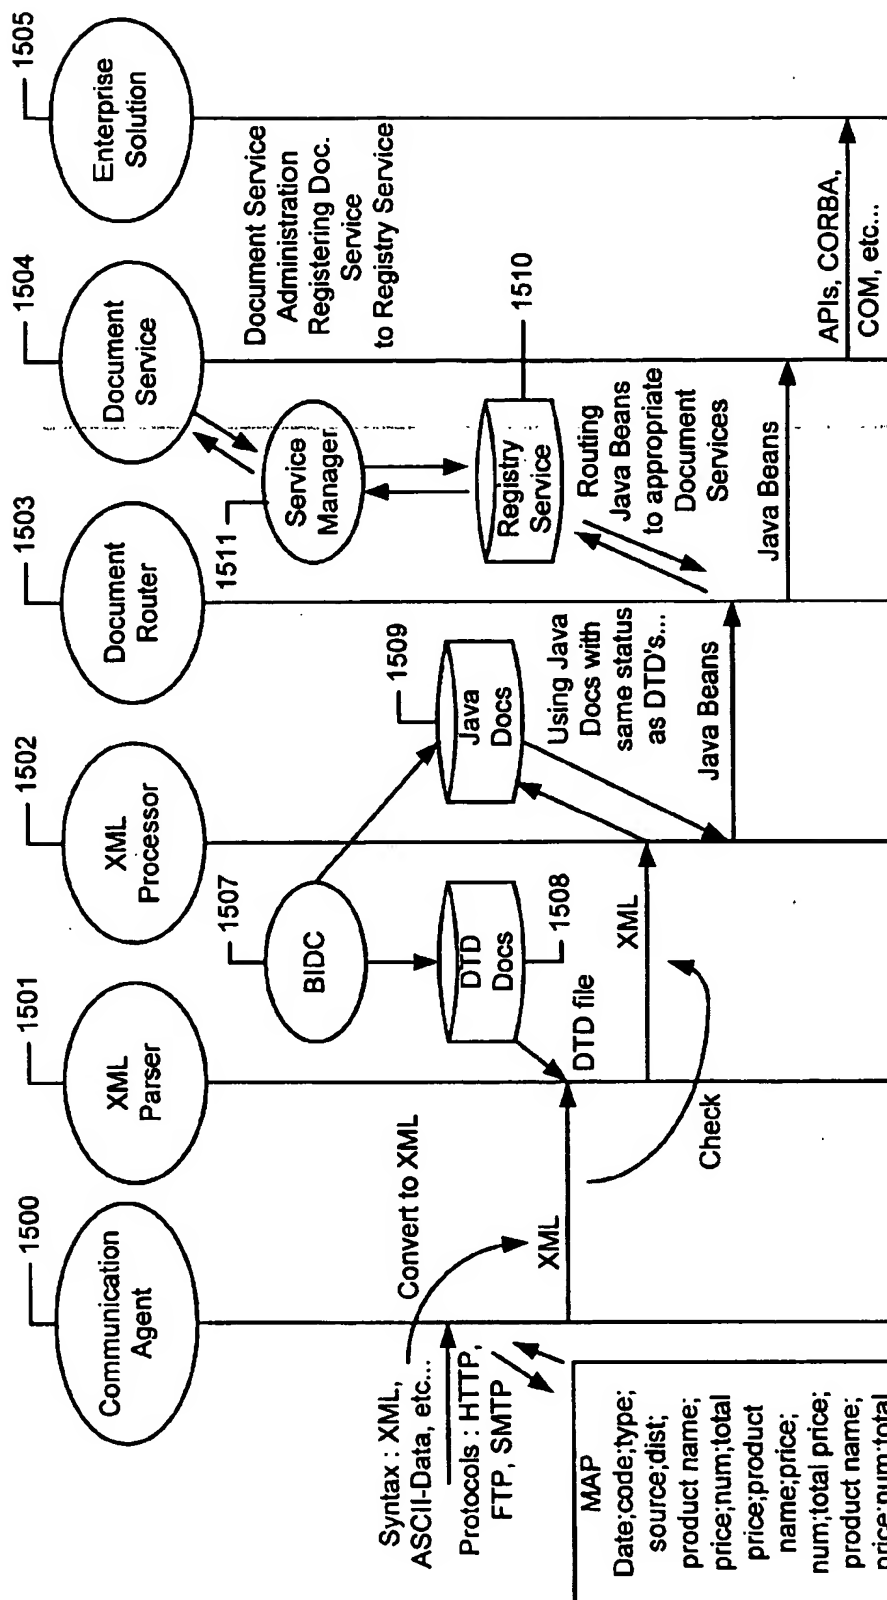 1500
Communication
Agent
1501
XML
Parser
1502
XML
Processor
1503
Document
Router
1504
Document
Service
1505
Enterprise
Solution
Syntax : XML,
ASCII-Data, etc...
Protocols : HTTP,
FTP, SMTP
Convert to XML
XML
MAP
Date;code;type;
source;dist;
product name;
price;num;total
price;product
name;price;
num;total price;
product name;
price;num;total
Check
1507
BIDC
DTD
Docs
1508
DTD file
XML
1509
Java
Docs
Using Java
Docs with
same status
as DTD's...
Java Beans
1511
Service
Manager
Registry
Service
1510
Routing
Java Beans
to appropriate
Document
Services
Java Beans
Document Service
Administration
Registering Doc.
Service
to Registry Service
APIs, CORBA,
COM, etc...